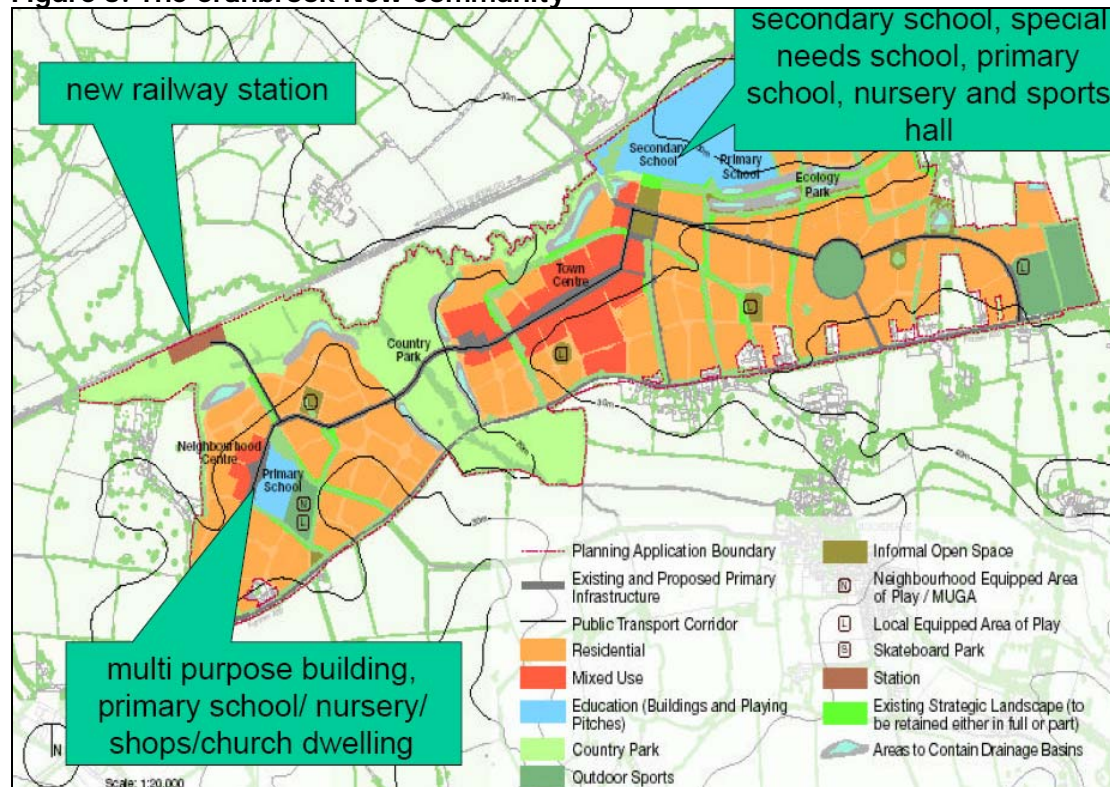 Figure 3: The Cranbrook New Community
new railway station
secondary school, special
needs school, primary
school, nursery and sports
hall
Secondary
School
Primary
School
Ecology
Park
Town
Centre
Country
Park
Neighbourhood
Centre
Primary
School
N
L
L
L
L
L
30m
30m
multi purpose building,
primary school/ nursery/
shops/church dwelling
Planning Application Boundary
Existing and Proposed Primary
Infrastructure
Public Transport Corridor
Residential
Mixed Use
Education (Buildings and Playing
Pitches)
Country Park
Outdoor Sports
Informal Open Space
N
Neighbourhood Equipped Area
of Play / MUGA
L
Local Equipped Area of Play
S
Skateboard Park
Station
Existing Strategic Landscape (to
be retained either in full or part)
Areas to Contain Drainage Basins
N
Scale: 1:20,000